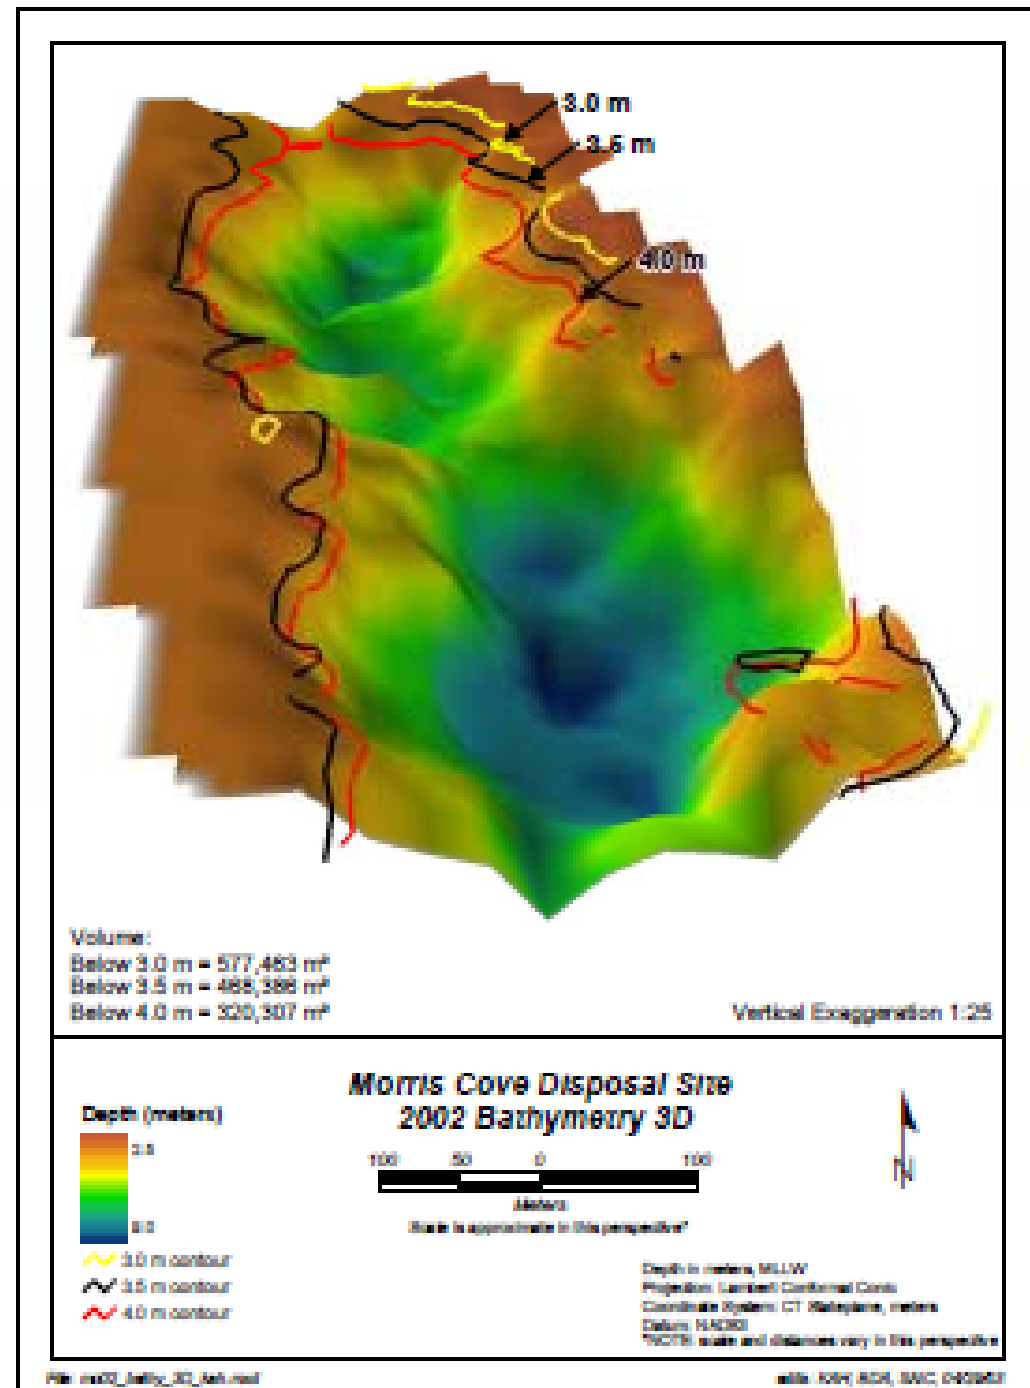 3.0 m
3.5 m
4.0 m
Volume:
Below 3.0 m = 577,463 m³
Below 3.5 m = m³
Below 4.0 m = 320,307 m³
Vertical Exaggeration 1:25
Morris Cove Disposal Site
2002 Bathymetry 3D
Depth (meters)
100 50 0 100
Meters
Scale is approximate in this perspective*
3.0 m contour
3.5 m contour
4.0 m contour
N
Depth in meters, MLLW
Projection: Lambert Conformal Conic
Coordinate System: CT Stateplane, meters
Datum: NAD83
*NOTE: scale and distances vary in this perspective